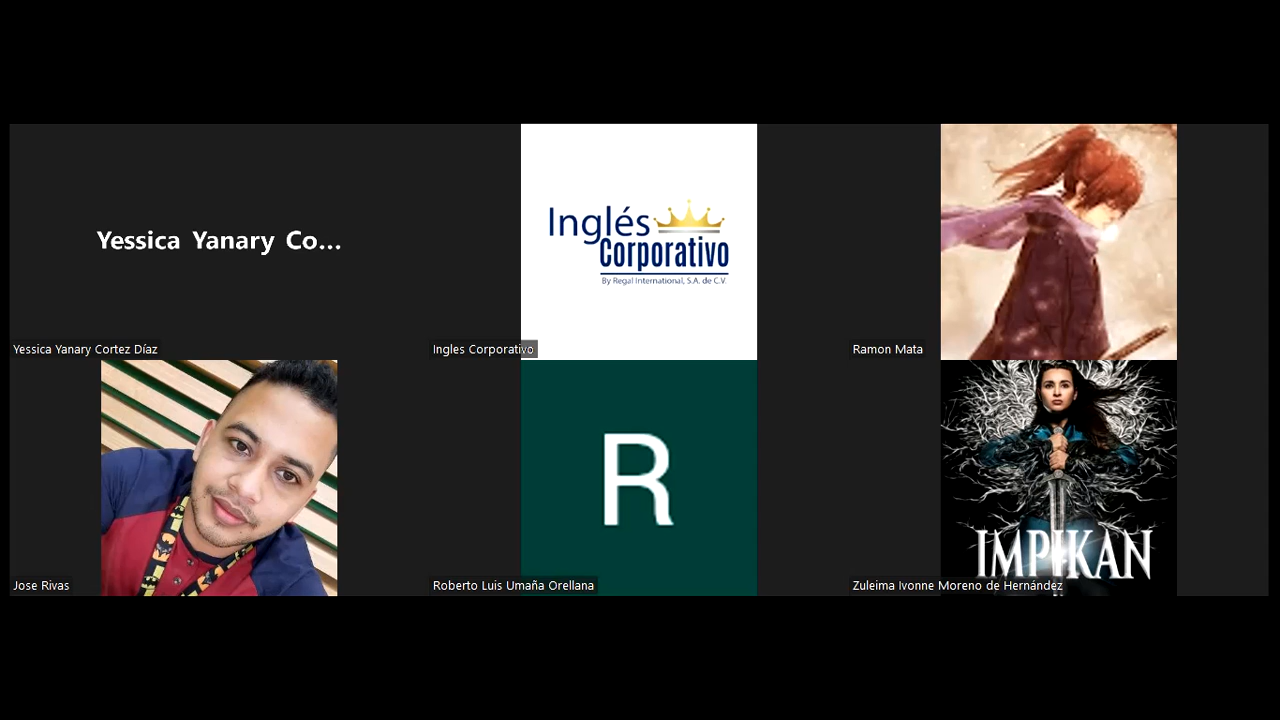 Yessica Yanary Co...
Yessica Yanary Cortez Díaz
Inglés
Corporativo
By Regal International, S.A. de C.V.
Ingles Corporativo
Ramon Mata
Jose Rivas
R
Roberto Luis Umaña Orellana
IMPIKAN
Zuleima Ivonne Moreno de Hernández